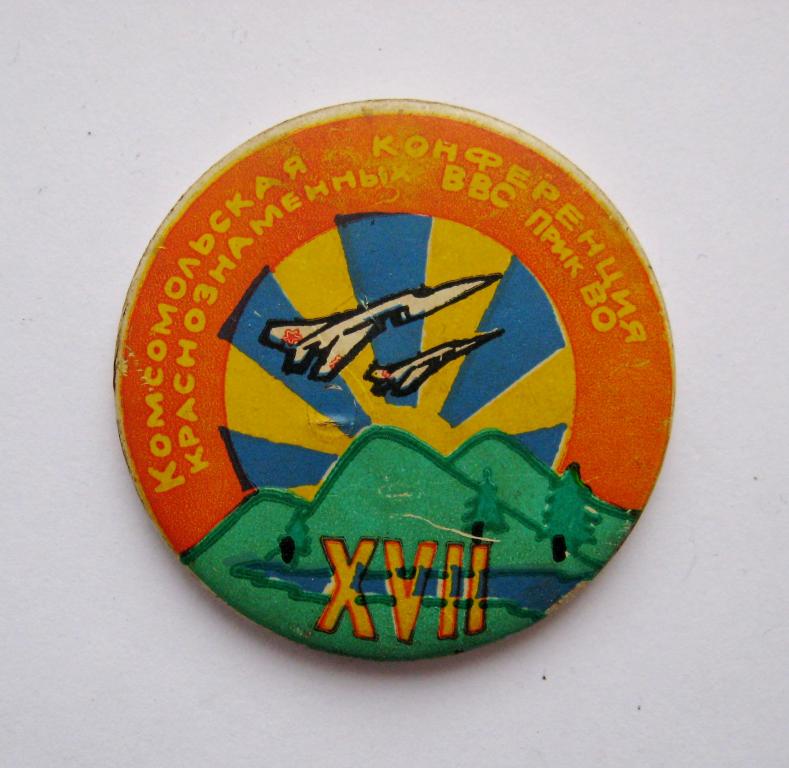 КОМСОМОЛЬСКАЯ КОНФЕРЕНЦИЯ
КРАСНОЗНАМЕННЫХ ВВС ПРИКВО
XVII